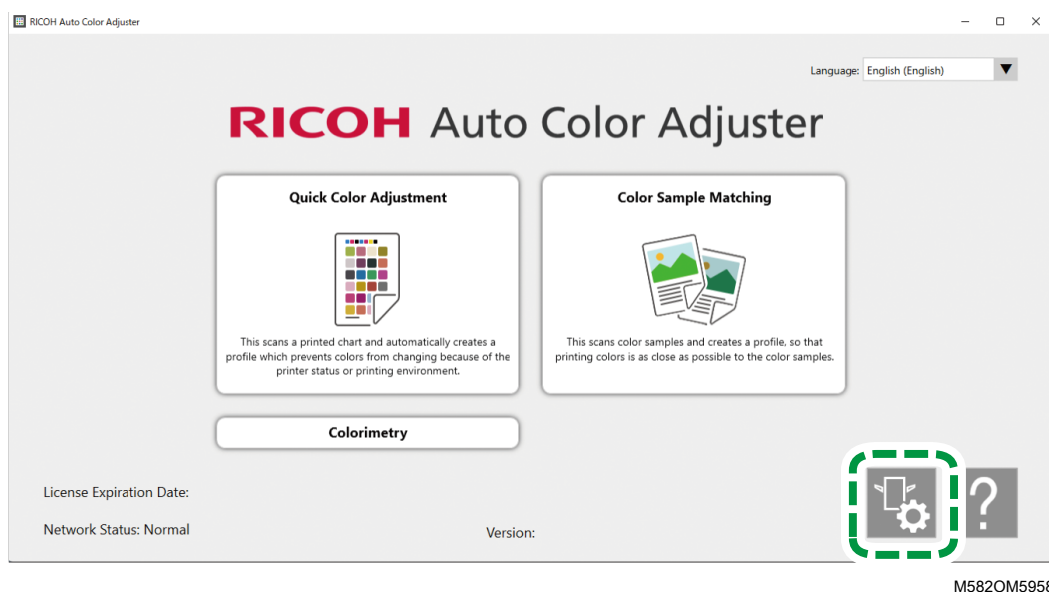 RICOH Auto Color Adjuster
Language: English (English)
RICOH Auto Color Adjuster
Quick Color Adjustment
This scans a printed chart and automatically creates a
profile which prevents colors from changing because of the
printer status or printing environment.
Color Sample Matching
This scans color samples and creates a profile, so that
printing colors is as close as possible to the color samples.
Colorimetry
License Expiration Date:
Network Status: Normal
Version:
?
M582OM5958